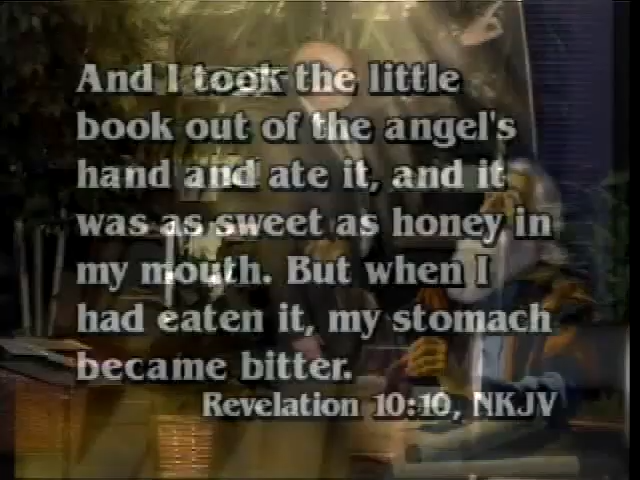 And I took the little
book out of the angel's
hand and ate it, and it
was as sweet as honey in
my mouth. But when I
had eaten it, my stomach
became bitter.
Revelation 10:10, NKJV